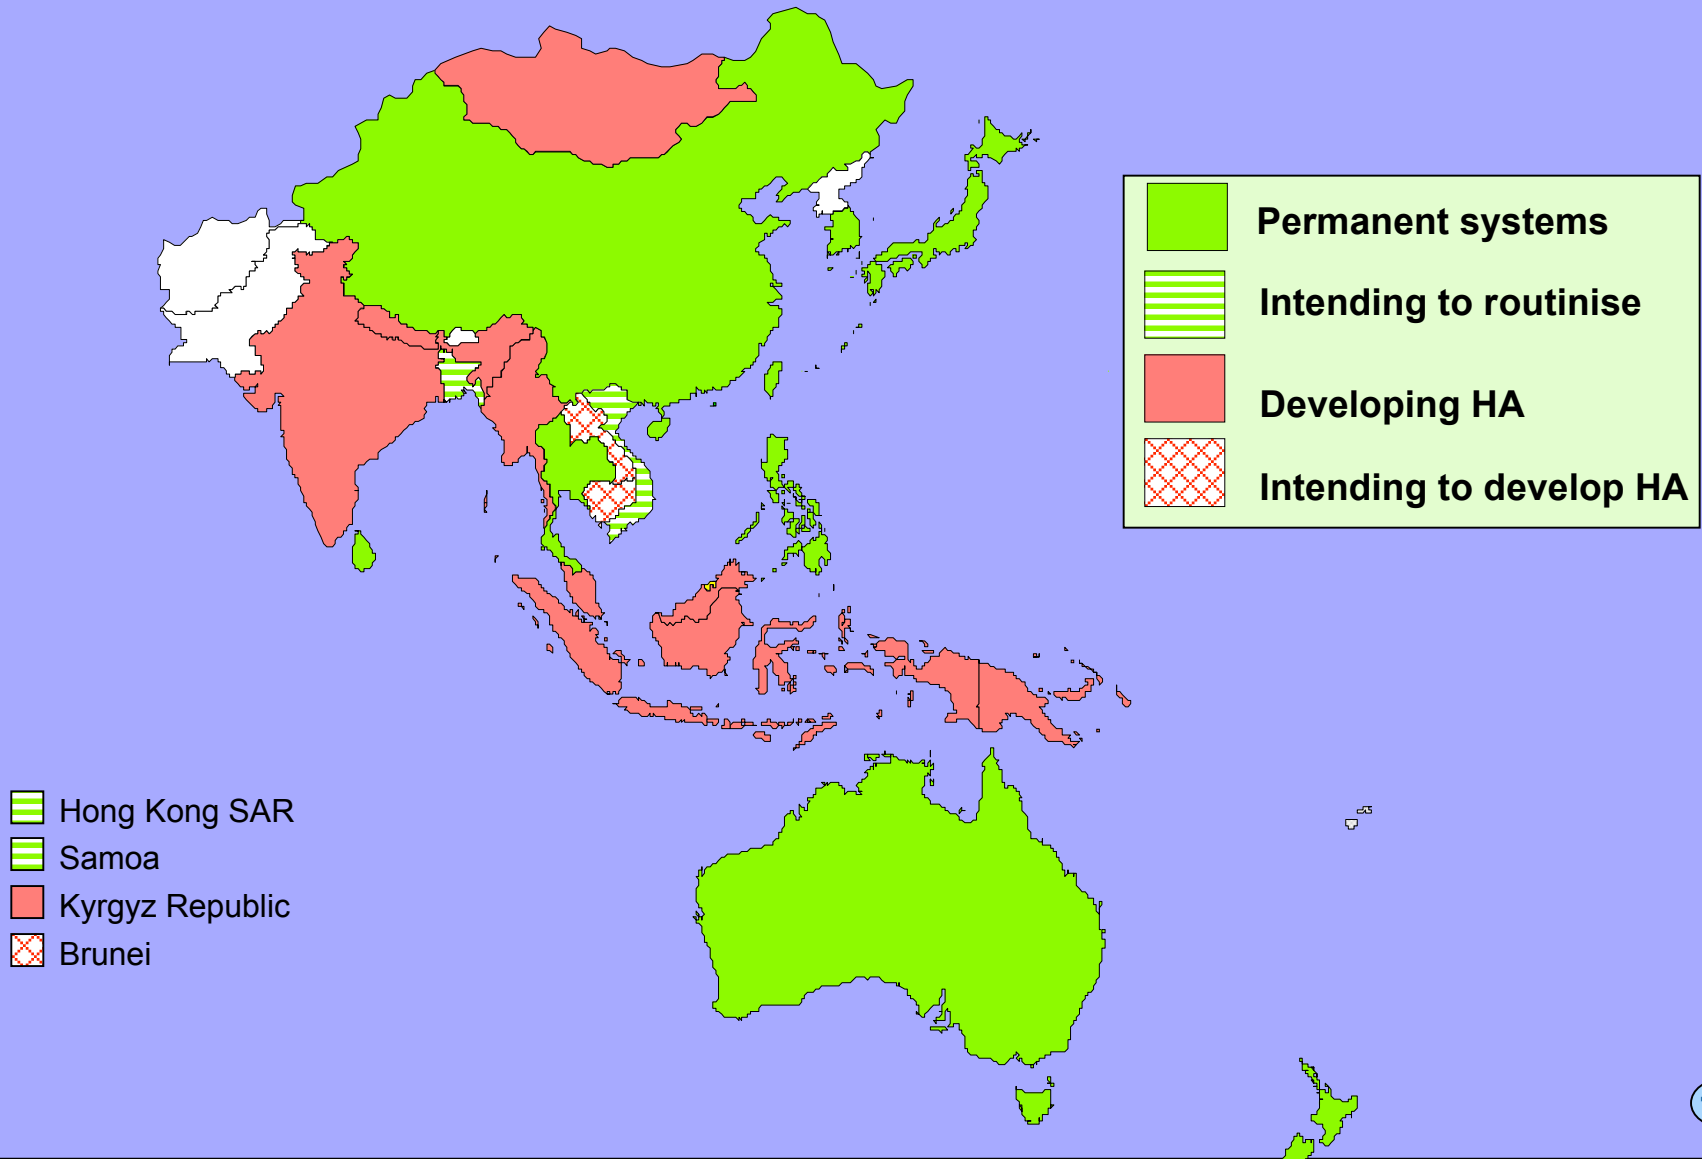 Permanent systems
Intending to routinise
Developing HA
Intending to develop HA
Hong Kong SAR
Samoa
Kyrgyz Republic
Brunei